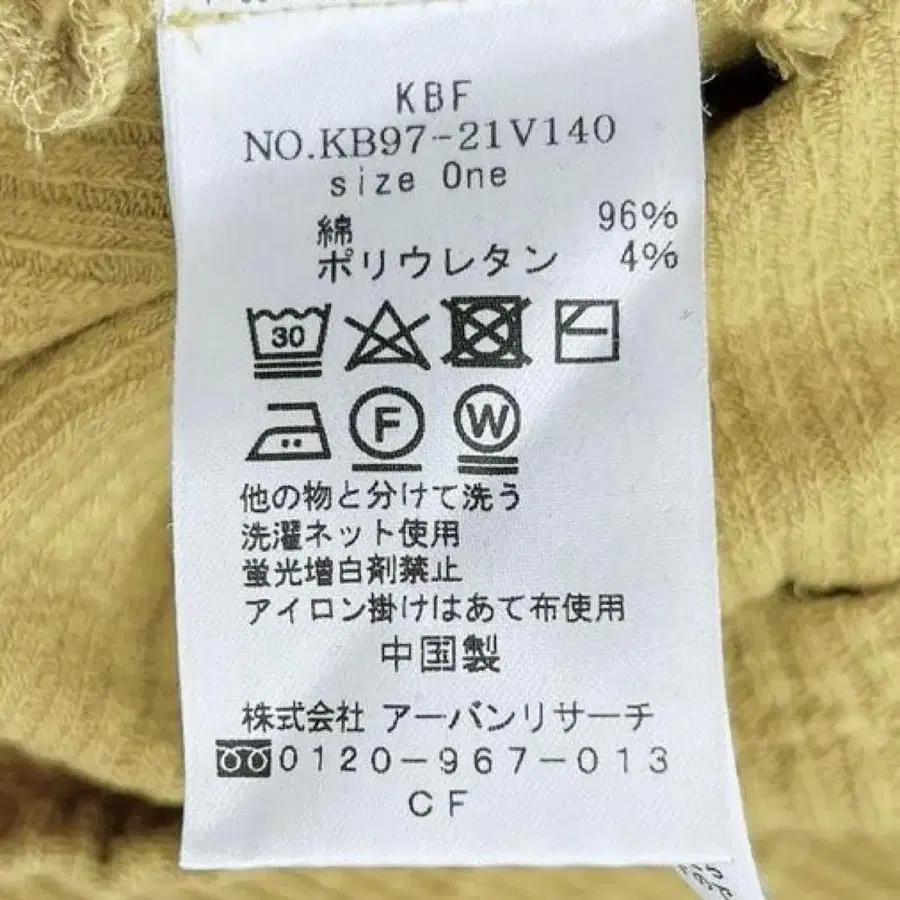 KBF
NO.KB97-21V140
size One
綿 96%
ポリウレタン 4%
30
F W
他の物と分けて洗う
洗濯ネット使用
蛍光増白剤禁止
アイロン掛けはあて布使用
中国製
株式会社 アーバンリサーチ
0120-967-013
CF